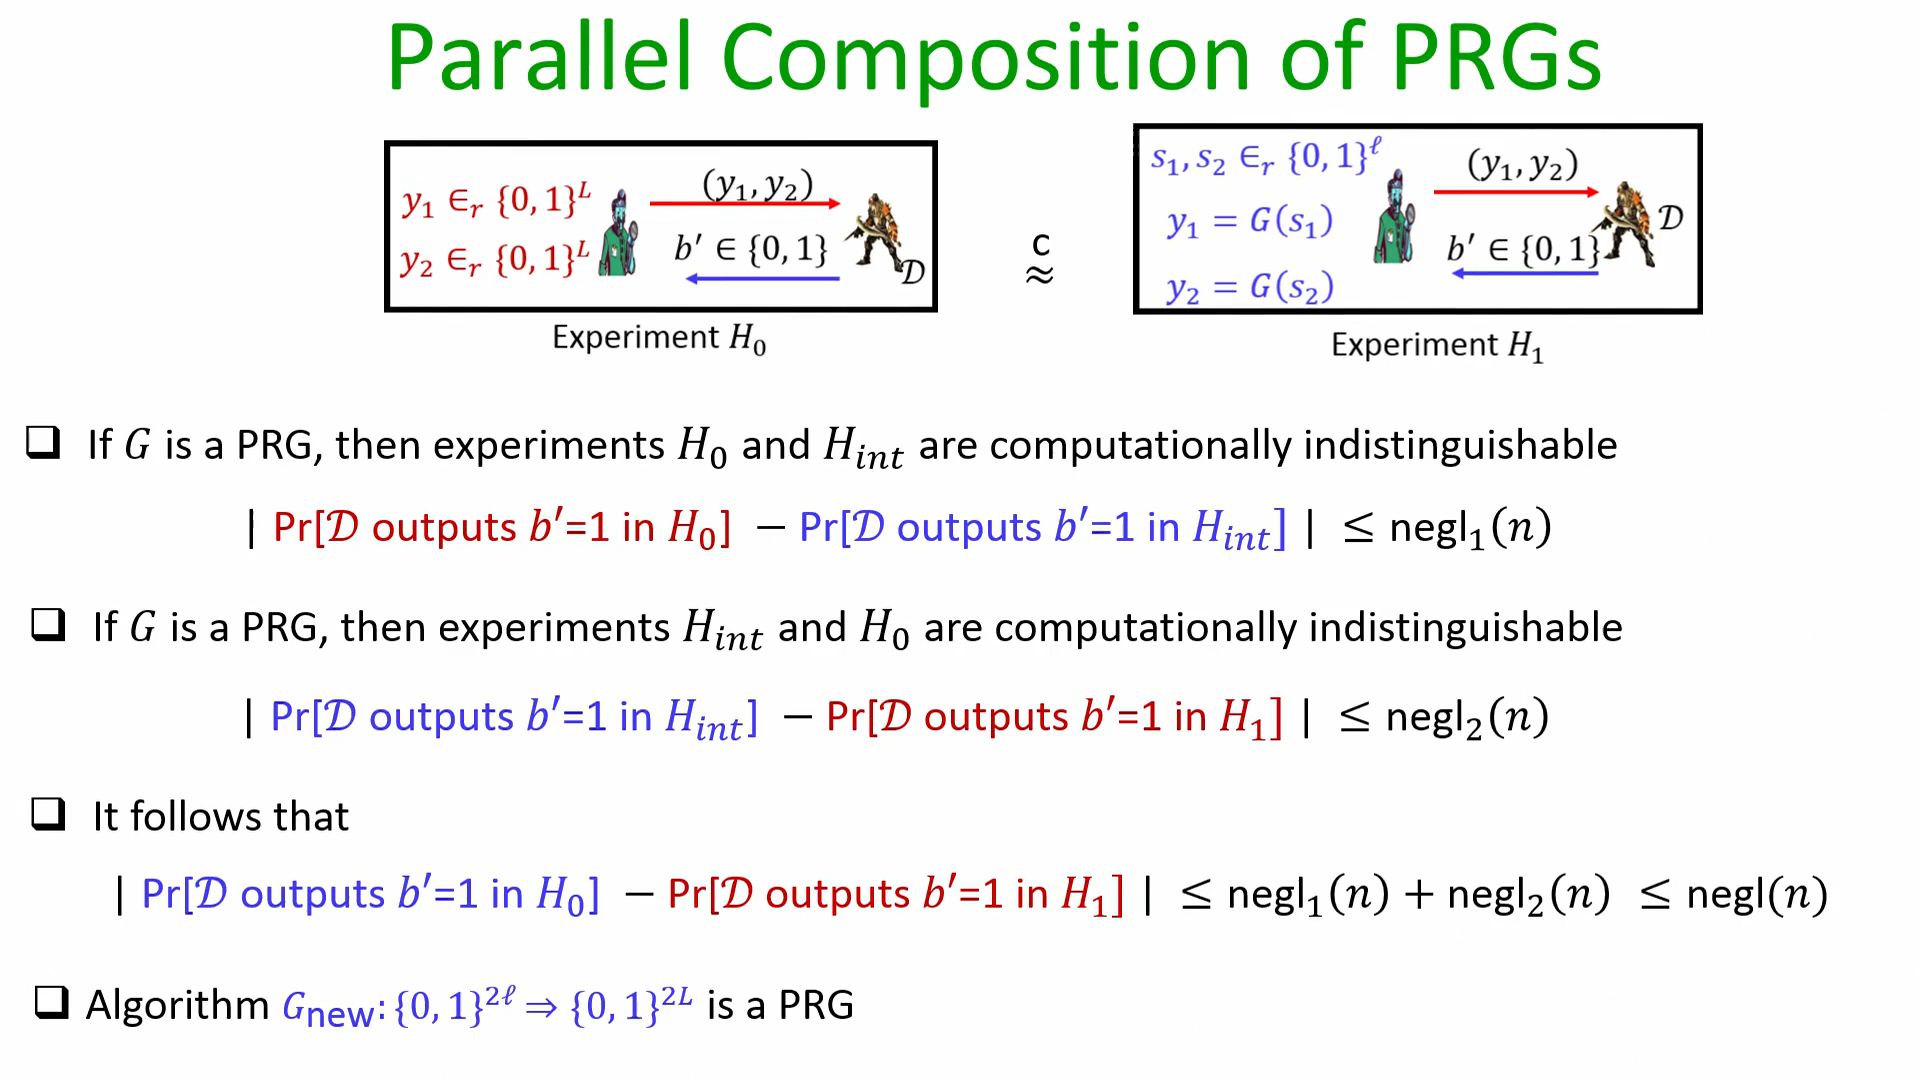 Parallel Composition of PRGs
y₁ ∈ᵣ {0, 1}ᴸ
y₂ ∈ᵣ {0, 1}ᴸ
(y₁, y₂)
b′ ∈ {0, 1}
𝒟
Experiment H₀
c
≈
s₁, s₂ ∈ᵣ {0, 1}^ℓ
y₁ = G(s₁)
y₂ = G(s₂)
(y₁, y₂)
b′ ∈ {0, 1}
𝒟
Experiment H₁
❑ If G is a PRG, then experiments H₀ and H_int are computationally indistinguishable
| Pr[𝒟 outputs b′=1 in H₀] − Pr[𝒟 outputs b′=1 in H_int] | ≤ negl₁(n)
❑ If G is a PRG, then experiments H_int and H₀ are computationally indistinguishable
| Pr[𝒟 outputs b′=1 in H_int] − Pr[𝒟 outputs b′=1 in H₁] | ≤ negl₂(n)
❑ It follows that
| Pr[𝒟 outputs b′=1 in H₀] − Pr[𝒟 outputs b′=1 in H₁] | ≤ negl₁(n) + negl₂(n) ≤ negl(n)
❑ Algorithm G_new: {0, 1}^2ℓ ⇒ {0, 1}^2L is a PRG